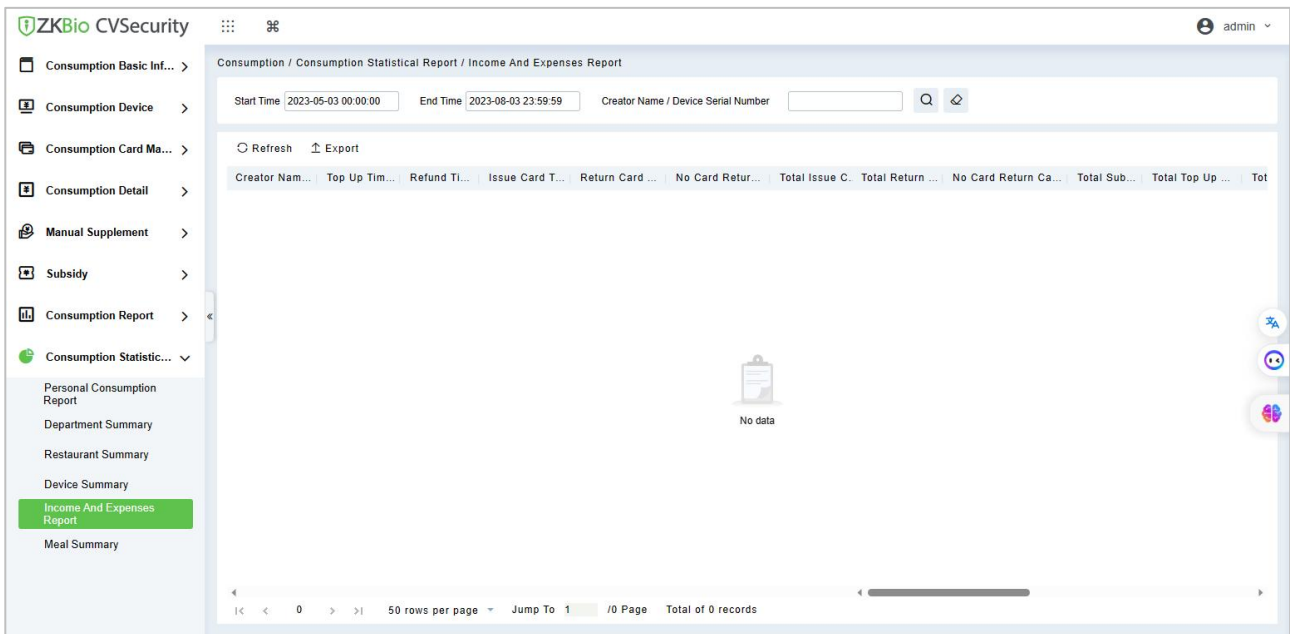 ZKBio CVSecurity
admin
Consumption Basic Inf...
Consumption Device
Consumption Card Ma...
Consumption Detail
Manual Supplement
Subsidy
Consumption Report
Consumption Statistic...
Personal Consumption
Report
Department Summary
Restaurant Summary
Device Summary
Income And Expenses
Report
Meal Summary
Consumption / Consumption Statistical Report / Income And Expenses Report
Start Time 2023-05-03 00:00:00 End Time 2023-08-03 23:59:59 Creator Name / Device Serial Number
Refresh Export
Creator Nam... Top Up Tim... Refund Ti... Issue Card T... Return Card ... No Card Retur... Total Issue C. Total Return ... No Card Return Ca... Total Sub... Total Top Up ... Tot
No data
0 50 rows per page Jump To 1 /0 Page Total of 0 records